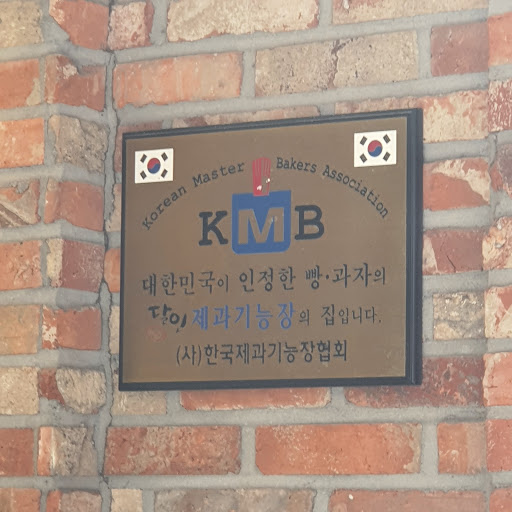 Korean Master Bakers Association
KMB
대한민국이 인정한 빵·과자의
달인 제과기능장의 집입니다.
(사)한국제과기능장협회